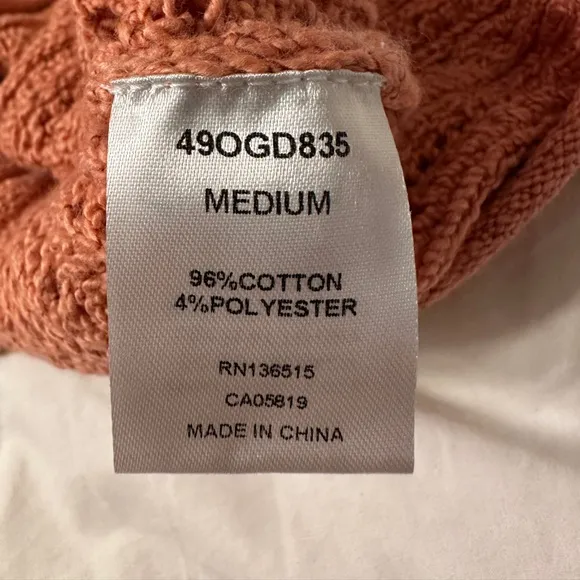 49OGD835
MEDIUM
96%COTTON
4%POLYESTER
RN136515
CA05819
MADE IN CHINA